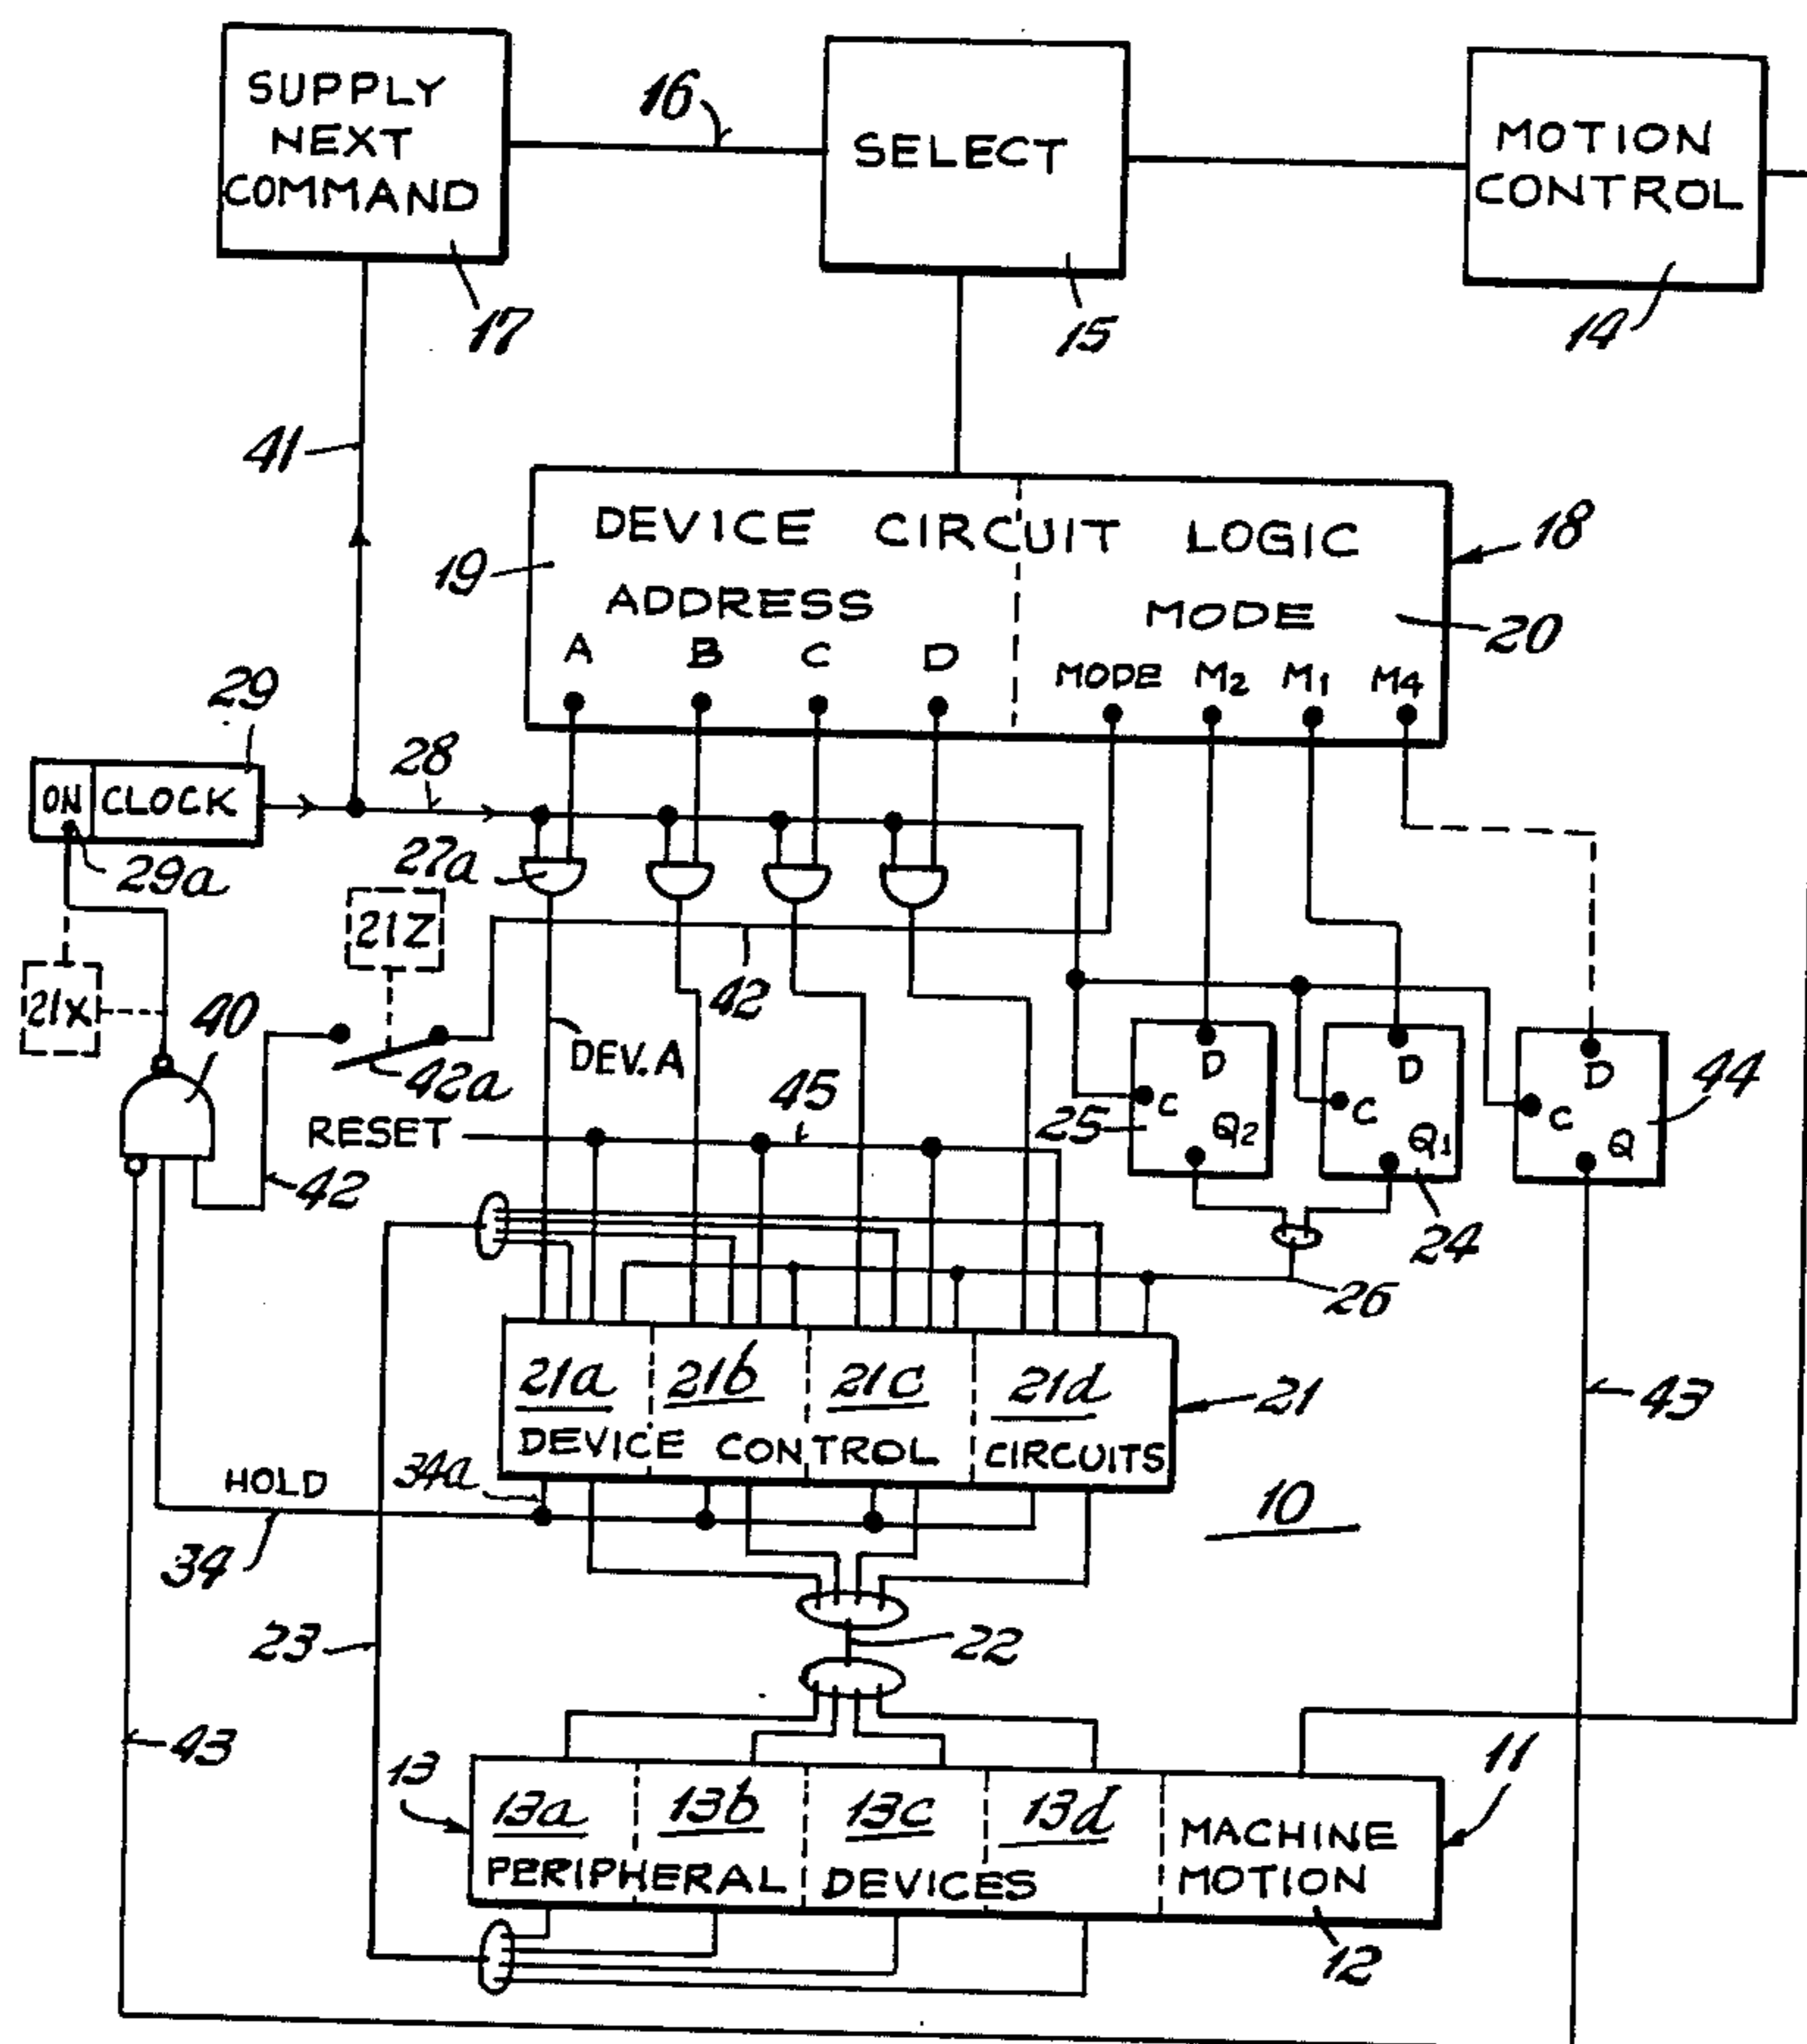 SUPPLY
NEXT
COMMAND
17
16
SELECT
15
MOTION
CONTROL
14
41
DEVICE CIRCUIT LOGIC
18
19
ADDRESS
MODE
20
A B C D
MODE M2 M1 M4
29
ON CLOCK
29a
28
27a
21Z
21X
40
42
42a
42
DEV. A
RESET
45
D
C
Q2
25
D
C
Q1
24
D
C
Q
44
26
21a 21b 21c 21d
DEVICE CONTROL CIRCUITS
21
34a
HOLD
34
10
43
22
23
43
13
11
13a 13b 13c 13d
PERIPHERAL DEVICES
MACHINE
MOTION
12